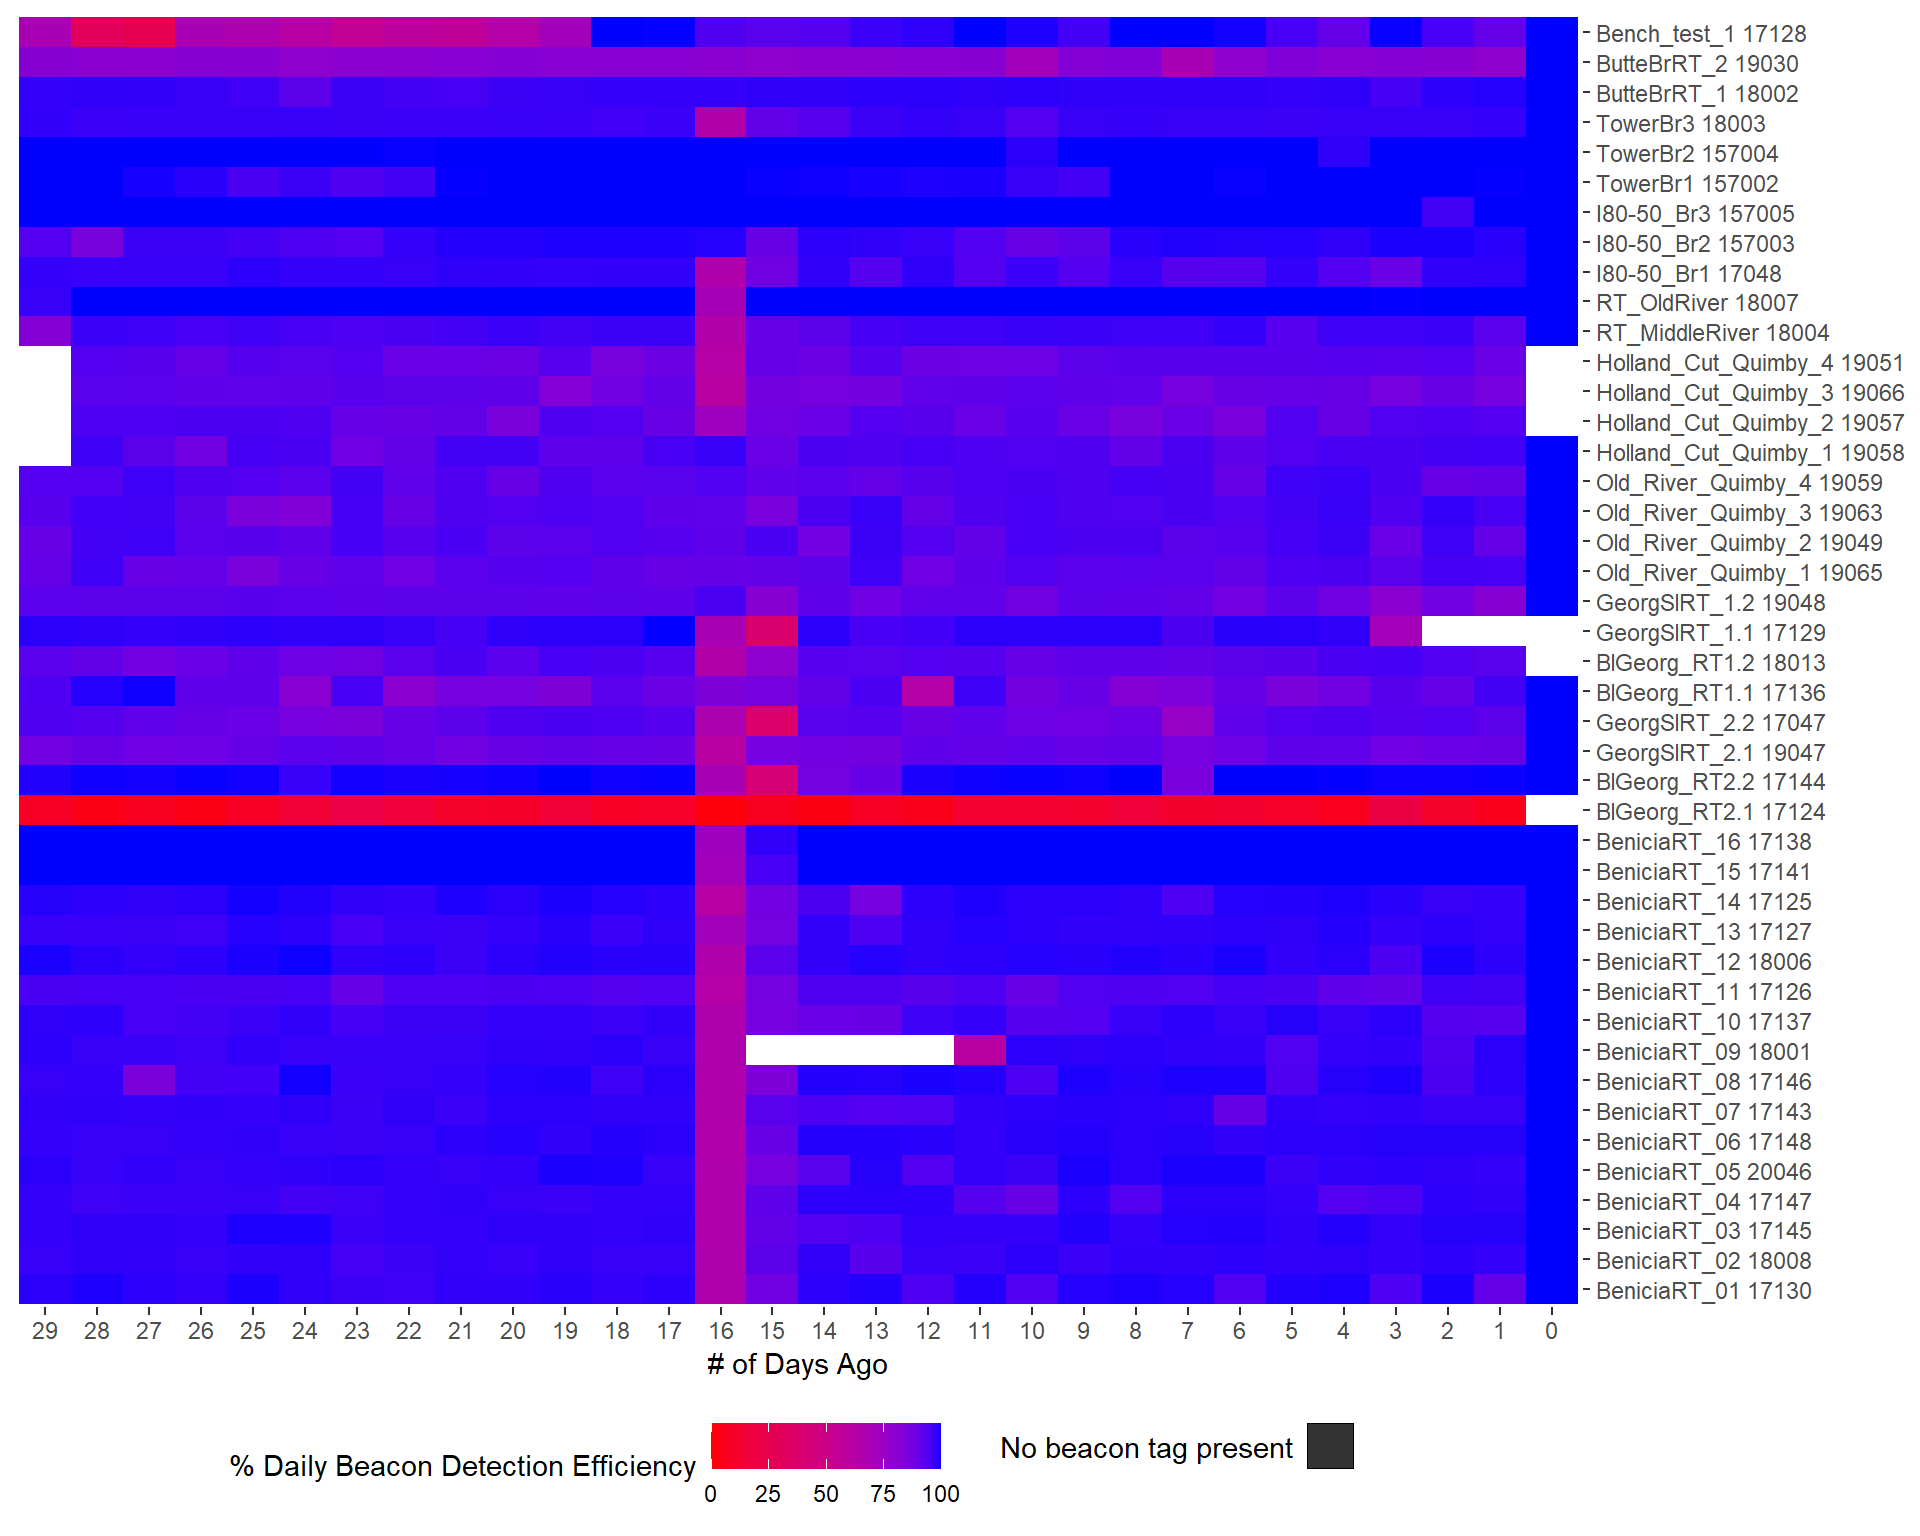 Bench_test_1 17128
ButteBrRT_2 19030
ButteBrRT_1 18002
TowerBr3 18003
TowerBr2 157004
TowerBr1 157002
I80-50_Br3 157005
I80-50_Br2 157003
I80-50_Br1 17048
RT_OldRiver 18007
RT_MiddleRiver 18004
Holland_Cut_Quimby_4 19051
Holland_Cut_Quimby_3 19066
Holland_Cut_Quimby_2 19057
Holland_Cut_Quimby_1 19058
Old_River_Quimby_4 19059
Old_River_Quimby_3 19063
Old_River_Quimby_2 19049
Old_River_Quimby_1 19065
GeorgSlRT_1.2 19048
GeorgSlRT_1.1 17129
BlGeorg_RT1.2 18013
BlGeorg_RT1.1 17136
GeorgSlRT_2.2 17047
GeorgSlRT_2.1 19047
BlGeorg_RT2.2 17144
BlGeorg_RT2.1 17124
BeniciaRT_16 17138
BeniciaRT_15 17141
BeniciaRT_14 17125
BeniciaRT_13 17127
BeniciaRT_12 18006
BeniciaRT_11 17126
BeniciaRT_10 17137
BeniciaRT_09 18001
BeniciaRT_08 17146
BeniciaRT_07 17143
BeniciaRT_06 17148
BeniciaRT_05 20046
BeniciaRT_04 17147
BeniciaRT_03 17145
BeniciaRT_02 18008
BeniciaRT_01 17130
29 28 27 26 25 24 23 22 21 20 19 18 17 16 15 14 13 12 11 10 9 8 7 6 5 4 3 2 1 0
# of Days Ago
% Daily Beacon Detection Efficiency
0 25 50 75 100
No beacon tag present